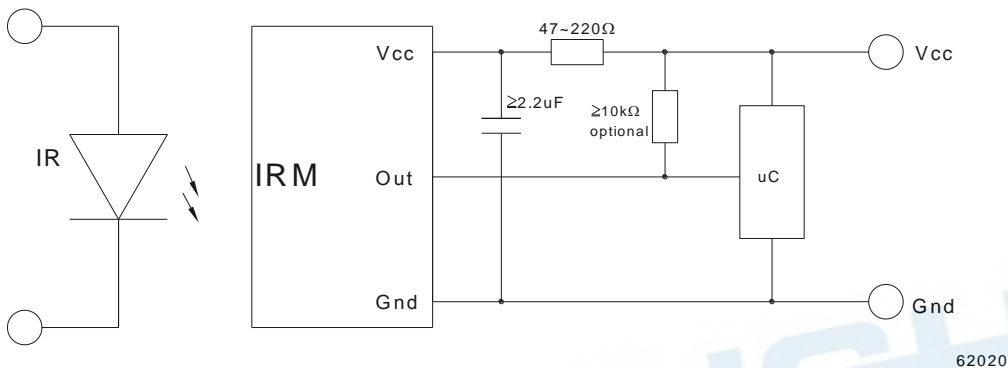 47~220Ω
Vcc
Vcc
≥2.2uF
≥10kΩ
optional
IR
IRM
Out
uC
Gnd
Gnd
62020